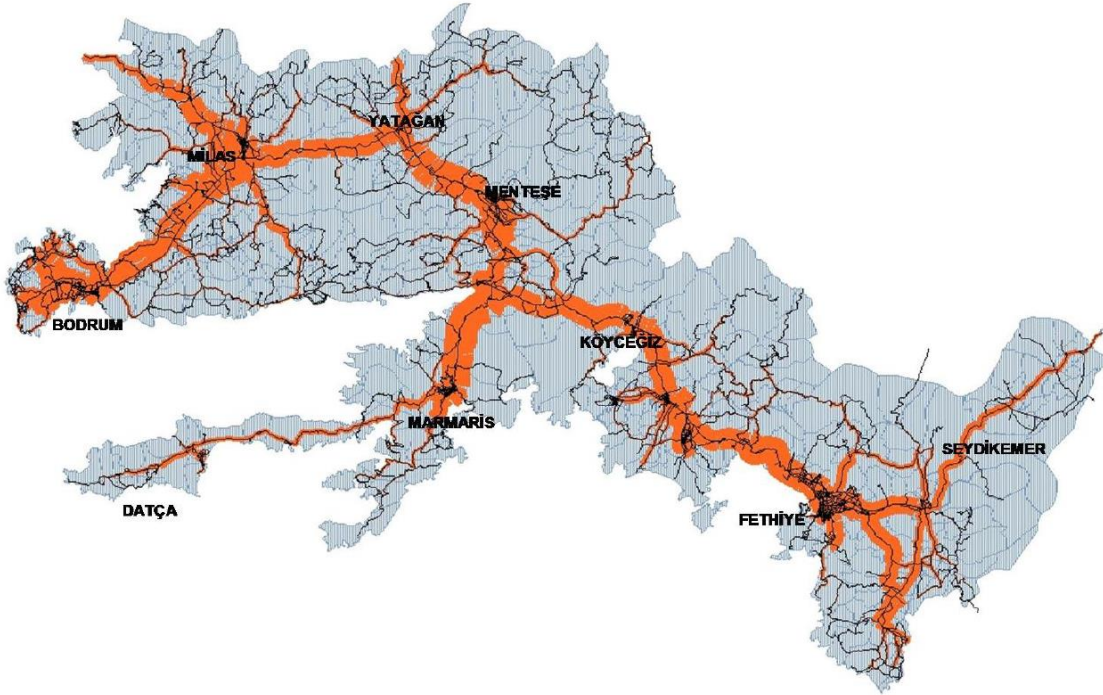 YATAĞAN
MİLAS
MENTEŞE
BODRUM
KÖYCEĞİZ
MARMARİS
SEYDİKEMER
DATÇA
FETHİYE